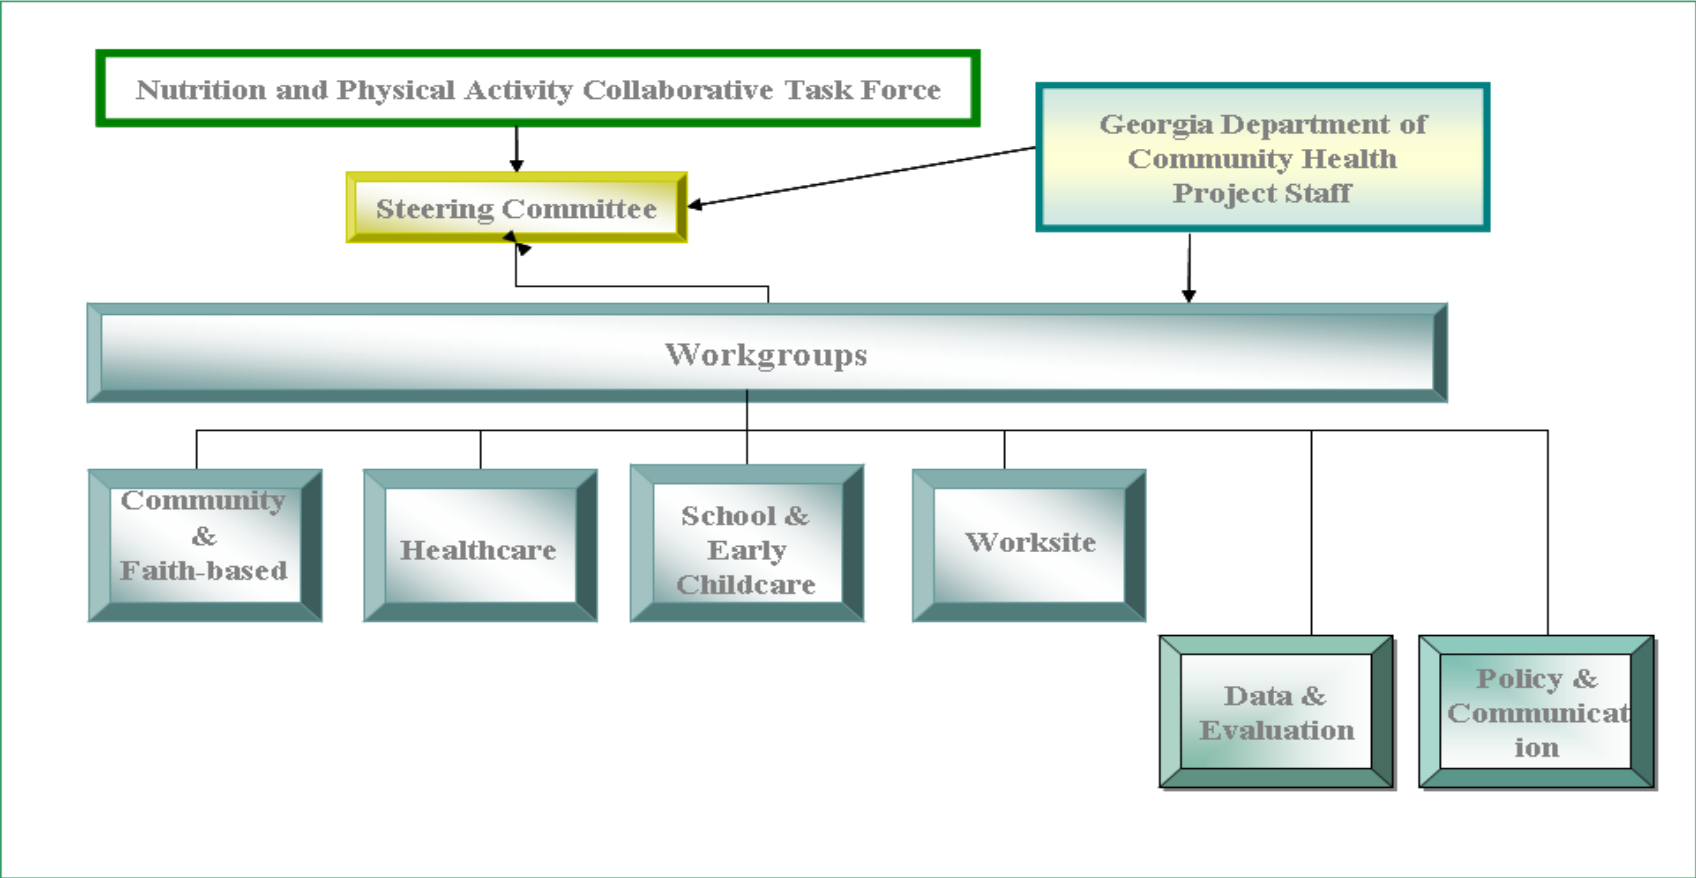 Nutrition and Physical Activity Collaborative Task Force
Georgia Department of
Community Health
Project Staff
Steering Committee
Workgroups
Community
&
Faith-based
Healthcare
School &
Early
Childcare
Worksite
Data &
Evaluation
Policy &
Communicat
ion